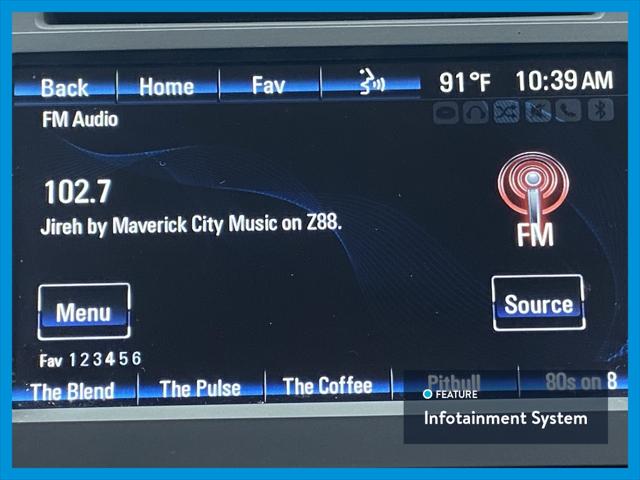 Back Home Fav 91°F 10:39 AM
FM Audio
102.7
Jireh by Maverick City Music on Z88.
FM
Menu
Source
Fav 1 2 3 4 5 6
The Blend The Pulse The Coffee Pitbull 80s on 8
FEATURE
Infotainment System